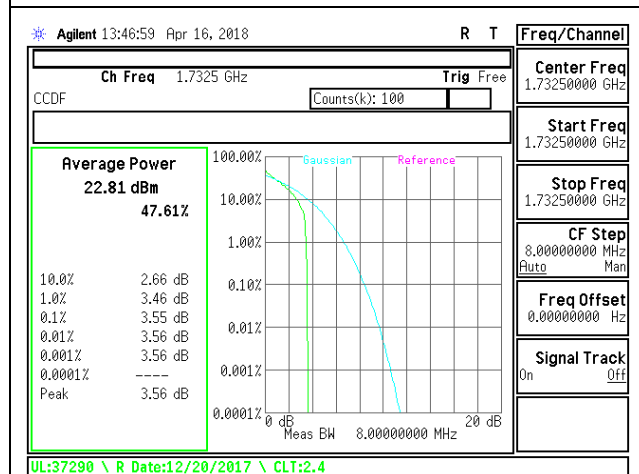 Agilent 13:46:59 Apr 16, 2018 R T Freq/Channel
Ch Freq 1.7325 GHz Trig Free
CCDF Counts(k): 100
Average Power
22.81 dBm
47.61%
10.0% 2.66 dB
1.0% 3.46 dB
0.1% 3.55 dB
0.01% 3.56 dB
0.001% 3.56 dB
0.0001% ----
Peak 3.56 dB
Gaussian Reference
100.00%
10.00%
1.00%
0.10%
0.01%
0.001%
0.0001%
0 dB 20 dB
Meas BW 8.00000000 MHz
Center Freq
1.73250000 GHz
Start Freq
1.73250000 GHz
Stop Freq
1.73250000 GHz
CF Step
8.00000000 MHz
Auto Man
Freq Offset
0.00000000 Hz
Signal Track
On Off
UL:37290 \ R Date:12/20/2017 \ CLT:2.4